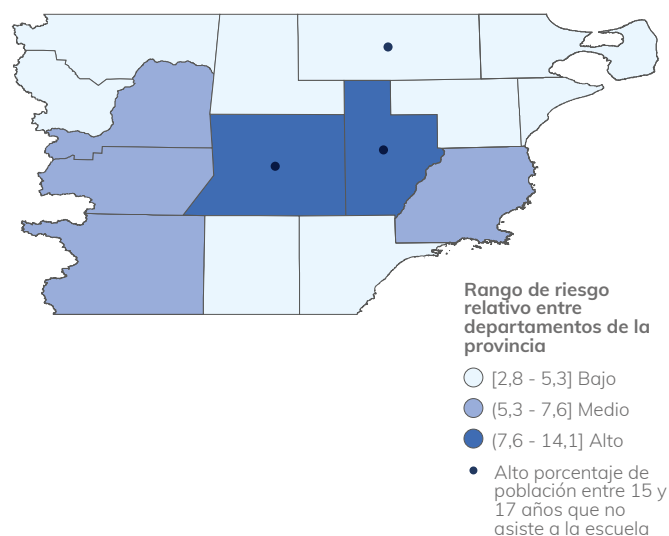 Rango de riesgo
relativo entre
departamentos de la
provincia
[2,8 - 5,3] Bajo
(5,3 - 7,6] Medio
(7,6 - 14,1] Alto
Alto porcentaje de
población entre 15 y
17 años que no
asiste a la escuela